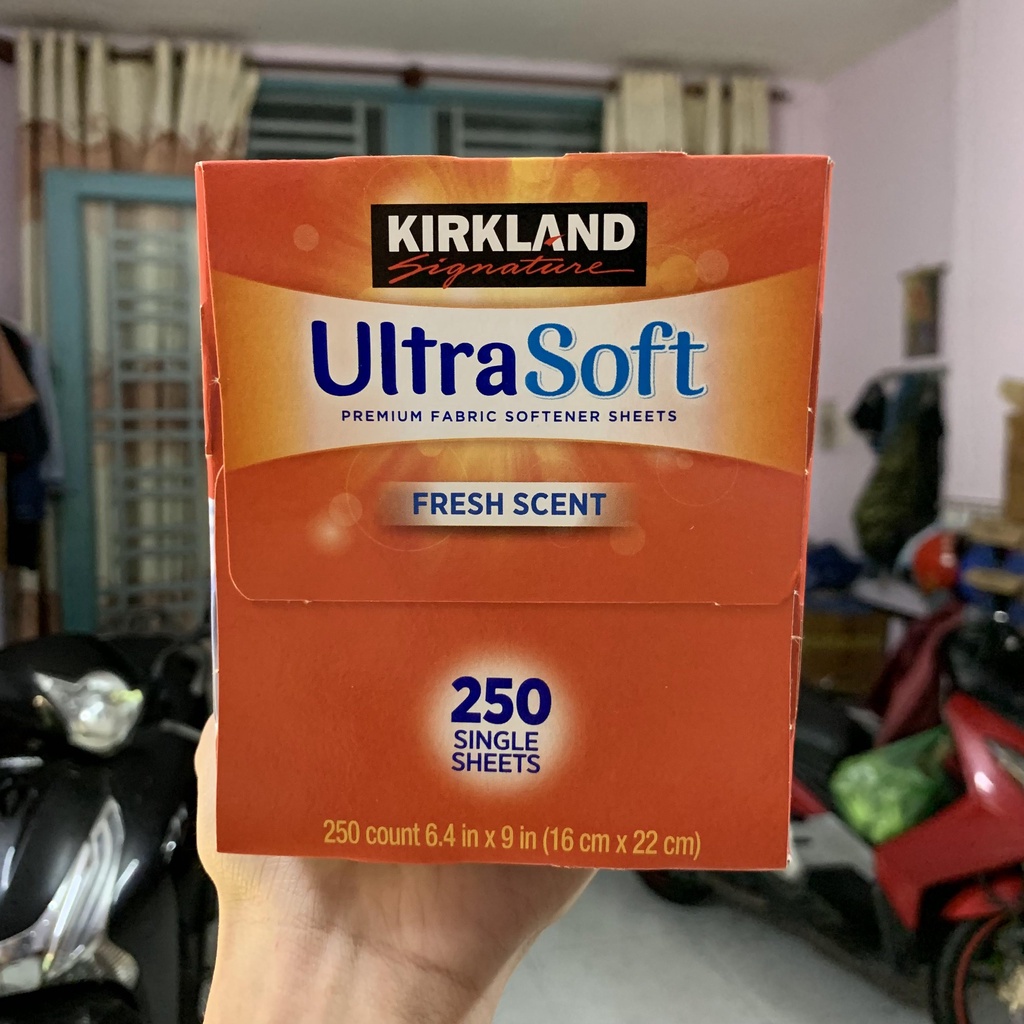 KIRKLAND
Signature
UltraSoft
PREMIUM FABRIC SOFTENER SHEETS
FRESH SCENT
250
SINGLE
SHEETS
250 count 6.4 in x 9 in (16 cm x 22 cm)